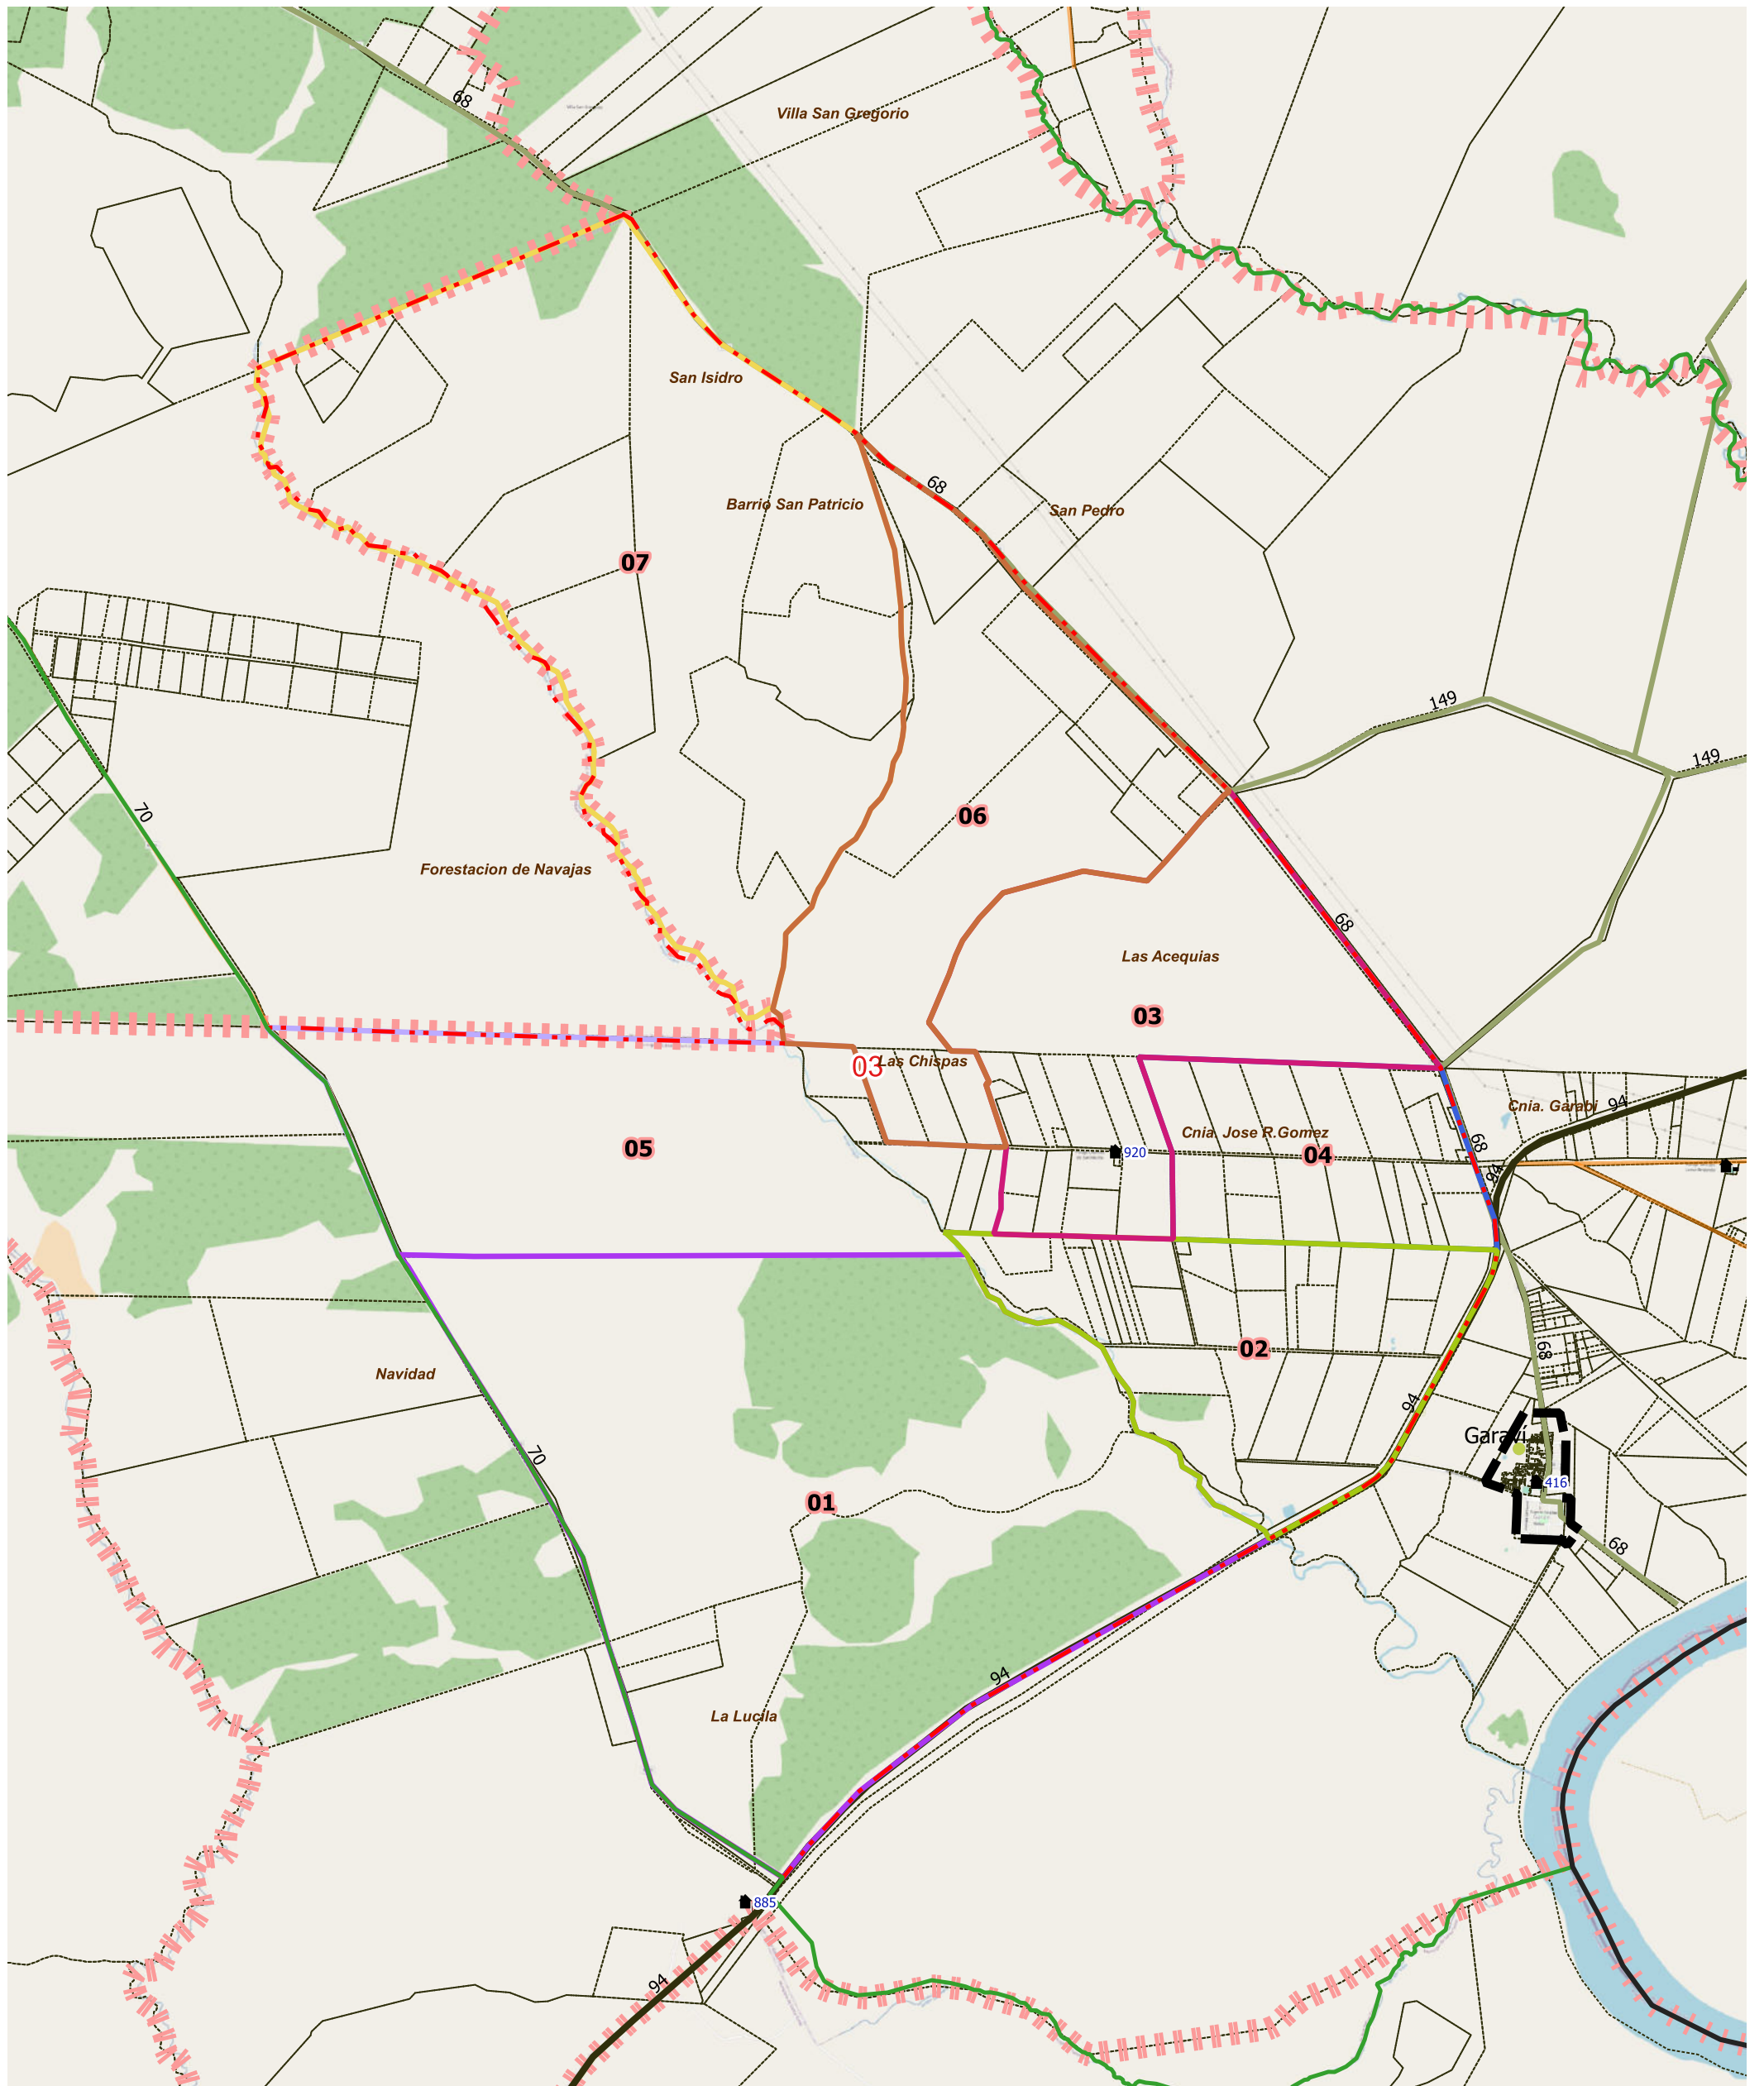 68
Villa San Gregorio
San Isidro
68
Barrio San Patricio
San Pedro
07
149
149
70
06
Forestacion de Navajas
68
Las Acequias
03
03
Las Chispas
Cnia. Garabi
94
Cnia. Jose R.Gomez
68
05
920
04
94
02
68
Navidad
94
Garavi
70
416
01
68
94
La Lucila
885
94